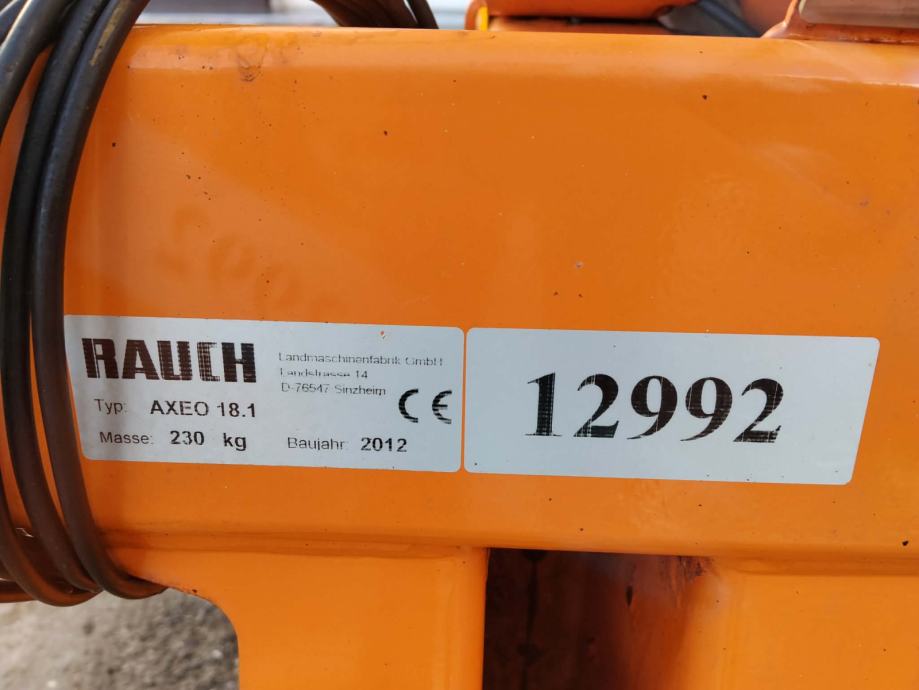 RAUCH
Landmaschinenfabrik GmbH
Landstrasse 14
D-76547 Sinzheim
Typ: AXEO 18.1
CE
Masse: 230 kg
Baujahr: 2012
12992